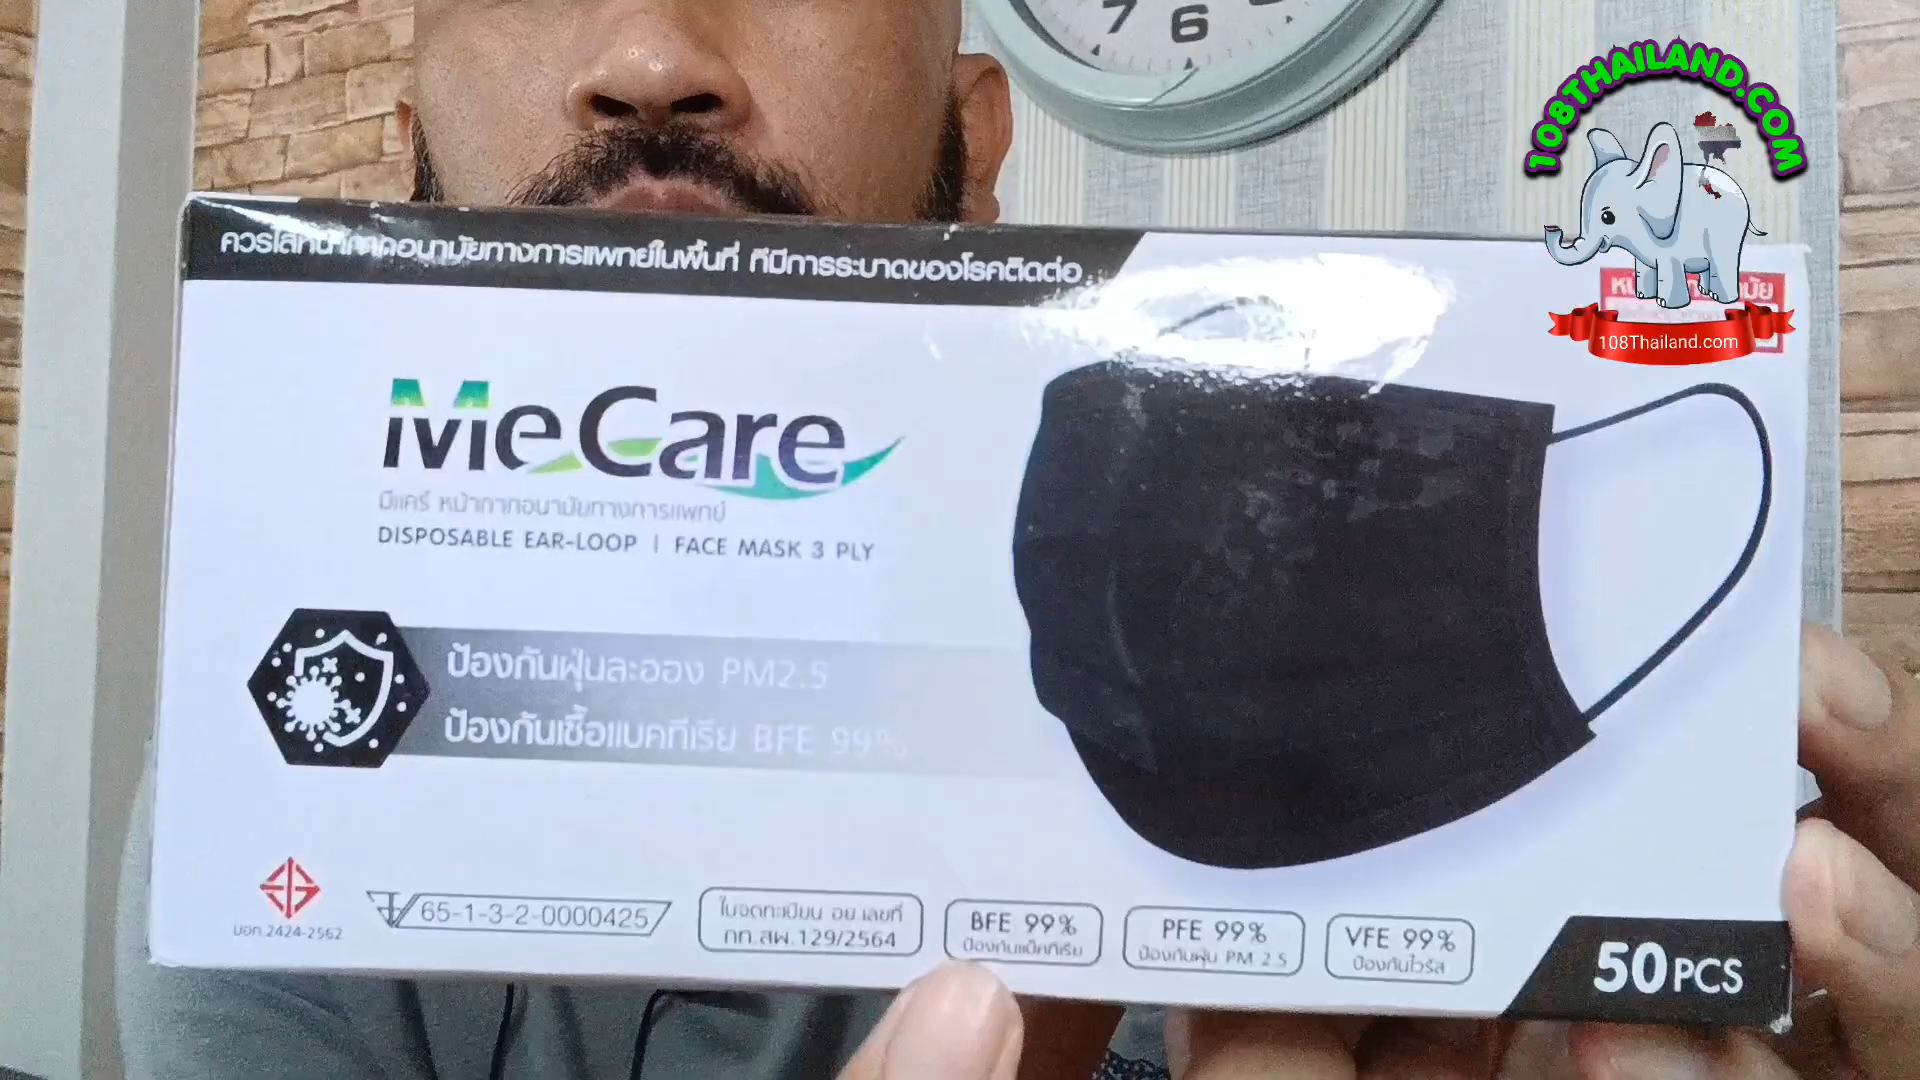 7 6
108THAILAND.COM
108Thailand.com
ควรใส่หน้ากากอนามัยทางการแพทย์ในพื้นที่ ที่มีการระบาดของโรคติดต่อ
MeCare
มีแคร์ หน้ากากอนามัยทางการแพทย์
DISPOSABLE EAR-LOOP | FACE MASK 3 PLY
ป้องกันฝุ่นละออง PM2.5
ป้องกันเชื้อแบคทีเรีย BFE 99%
มอก.2424-2562
65-1-3-2-0000425
ใบจดทะเบียน อย เลขที่
กท.สผ.129/2564
BFE 99%
ป้องกันแบคทีเรีย
PFE 99%
ป้องกันฝุ่น PM 2.5
VFE 99%
ป้องกันไวรัส
50 PCS